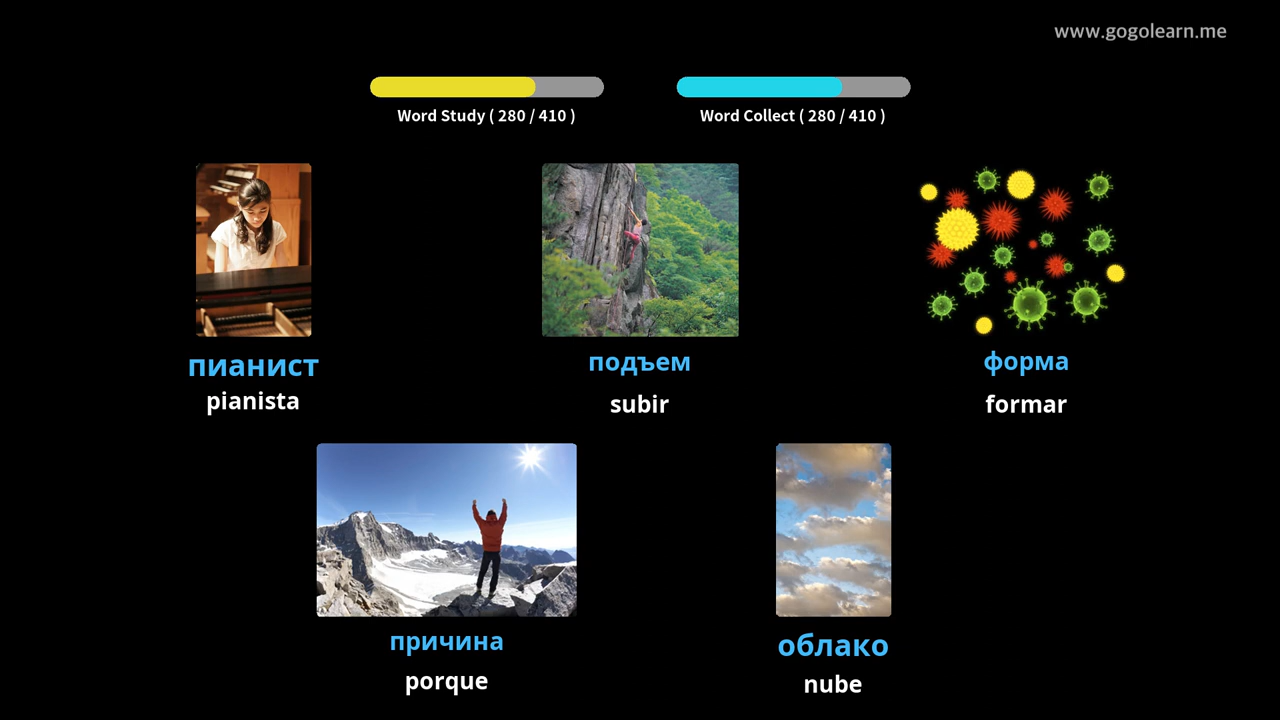 www.gogolearn.me
Word Study ( 280 / 410 )
Word Collect ( 280 / 410 )
пианист
pianista
подъем
subir
форма
formar
причина
porque
облако
nube